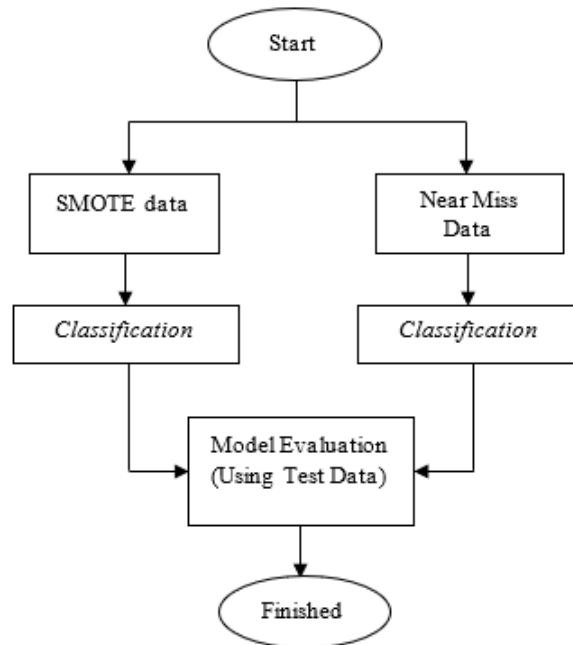 Start
SMOTE data
Near Miss
Data
Classification
Classification
Model Evaluation
(Using Test Data)
Finished